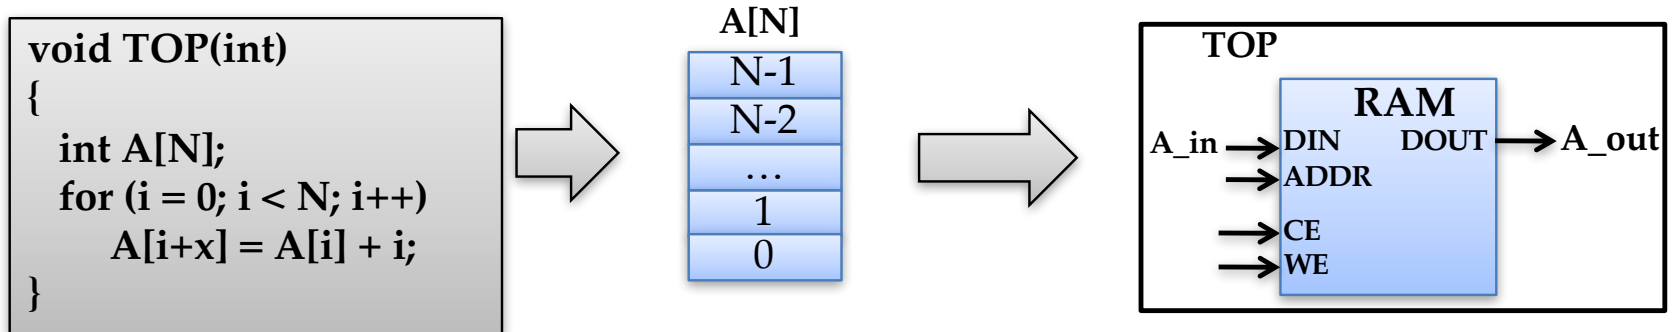 void TOP(int)
{
int A[N];
for (i = 0; i < N; i++)
A[i+x] = A[i] + i;
}
A[N]
N-1
N-2
...
1
0
TOP
RAM
A_in DIN DOUT A_out
ADDR
CE
WE